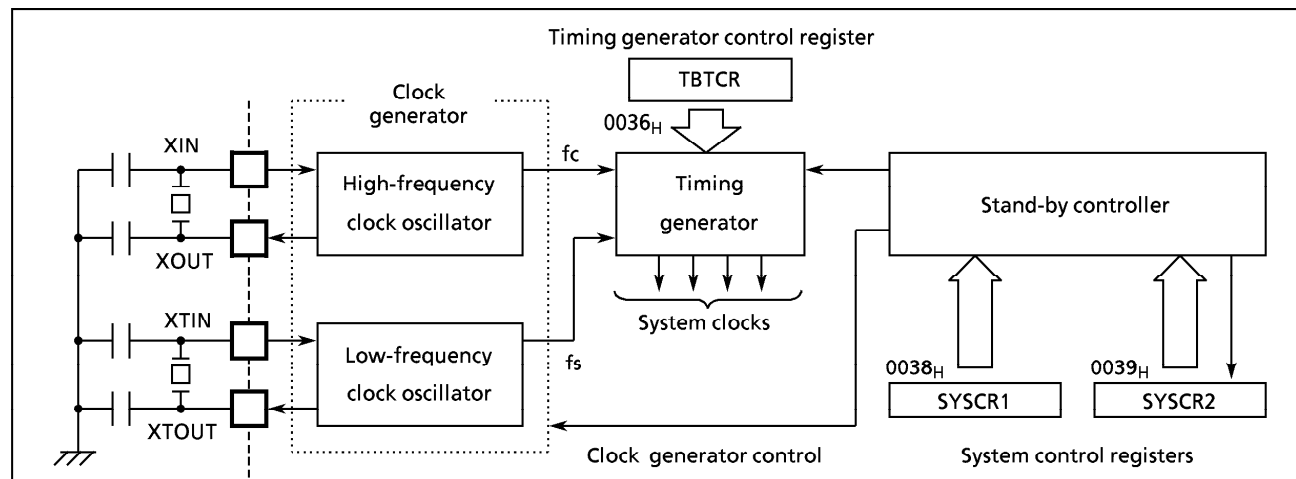 Timing generator control register
TBTCR
Clock
generator
0036H
XIN
fc
High-frequency
clock oscillator
Timing
generator
Stand-by controller
XOUT
XTIN
System clocks
Low-frequency
clock oscillator
fs
0038H
0039H
SYSCR1
SYSCR2
XTOUT
Clock generator control
System control registers